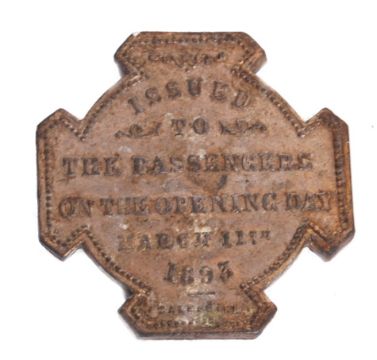 ISSUED
TO
THE PASSENGERS
ON THE OPENING DAY
MARCH 11TH
1893